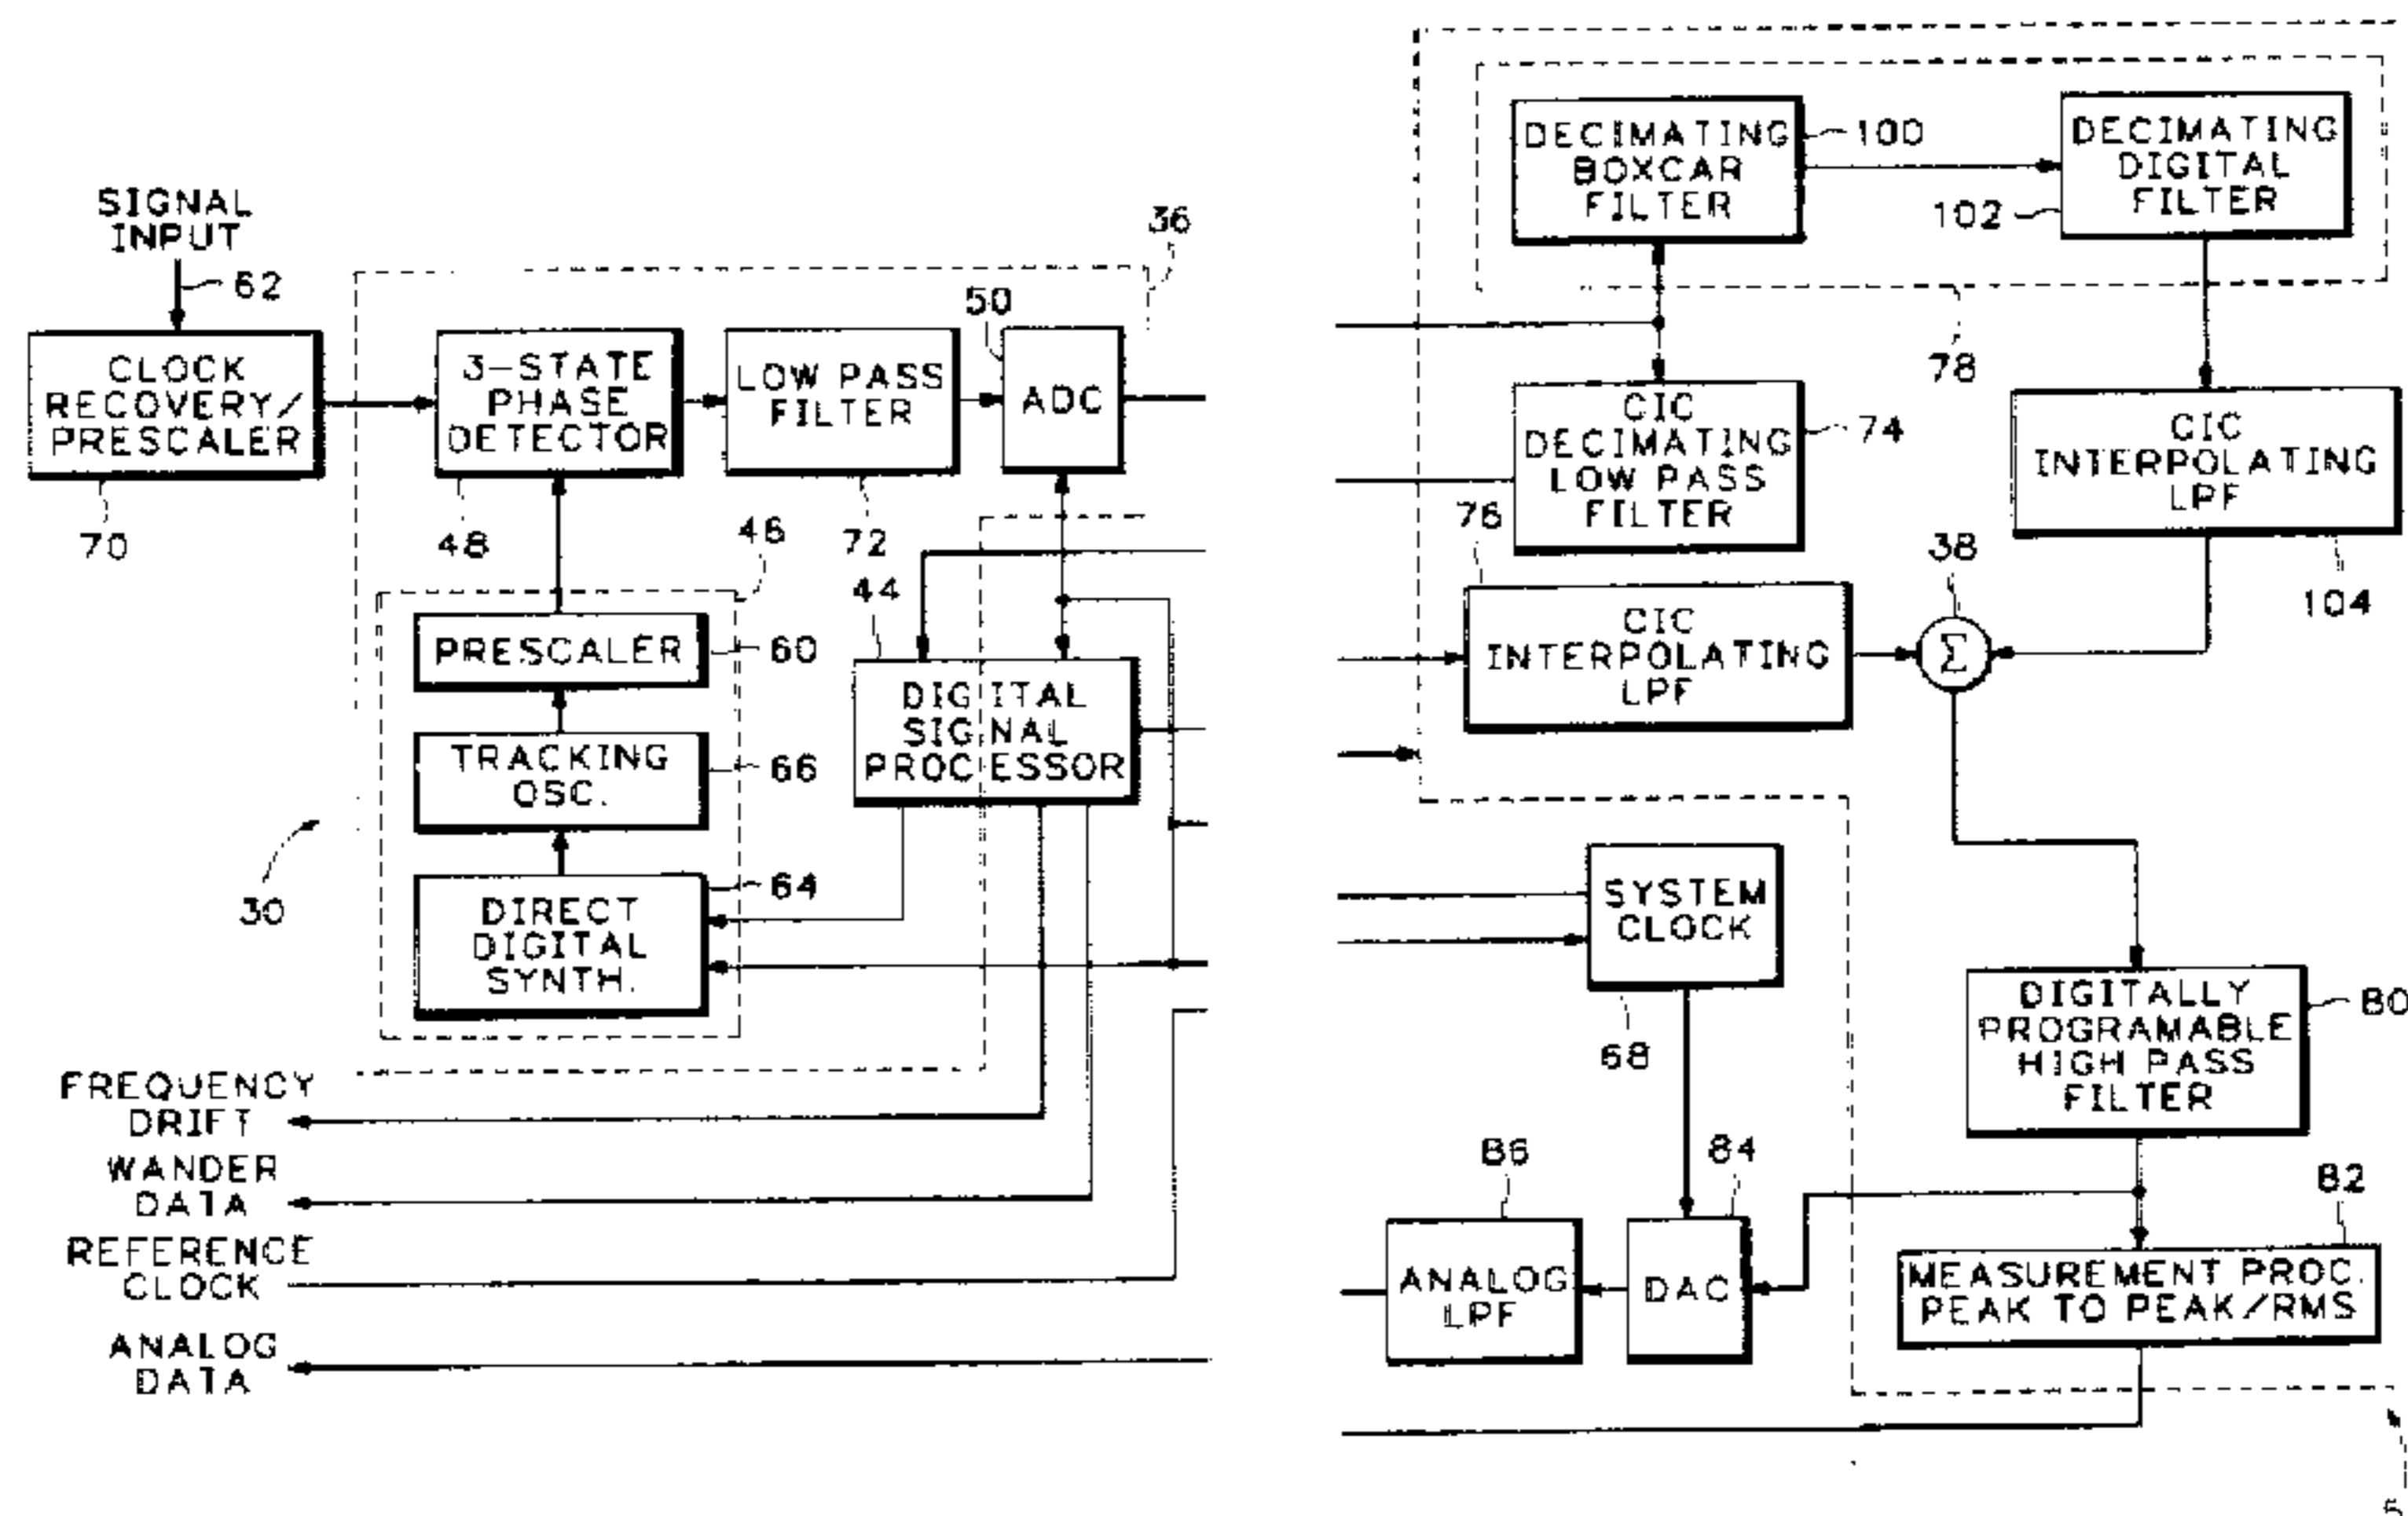 SIGNAL
INPUT
62
CLOCK
RECOVERY/
PRESCALER
70
36
3-STATE
PHASE
DETECTOR
48
LOW PASS
FILTER
72
50
ADC
46
44
PRESCALER
60
TRACKING
OSC.
66
DIRECT
DIGITAL
SYNTH.
64
DIGITAL
SIGNAL
PROCESSOR
30
FREQUENCY
DRIFT
WANDER
DATA
REFERENCE
CLOCK
ANALOG
DATA
DECIMATING
BOXCAR
FILTER
100
DECIMATING
DIGITAL
FILTER
102
78
CIC
DECIMATING
LOW PASS
FILTER
74
CIC
INTERPOLATING
LPF
104
76
CIC
INTERPOLATING
LPF
38
Σ
SYSTEM
CLOCK
68
DIGITALLY
PROGRAMABLE
HIGH PASS
FILTER
80
86
ANALOG
LPF
84
DAC
82
MEASUREMENT PROC.
PEAK TO PEAK/RMS